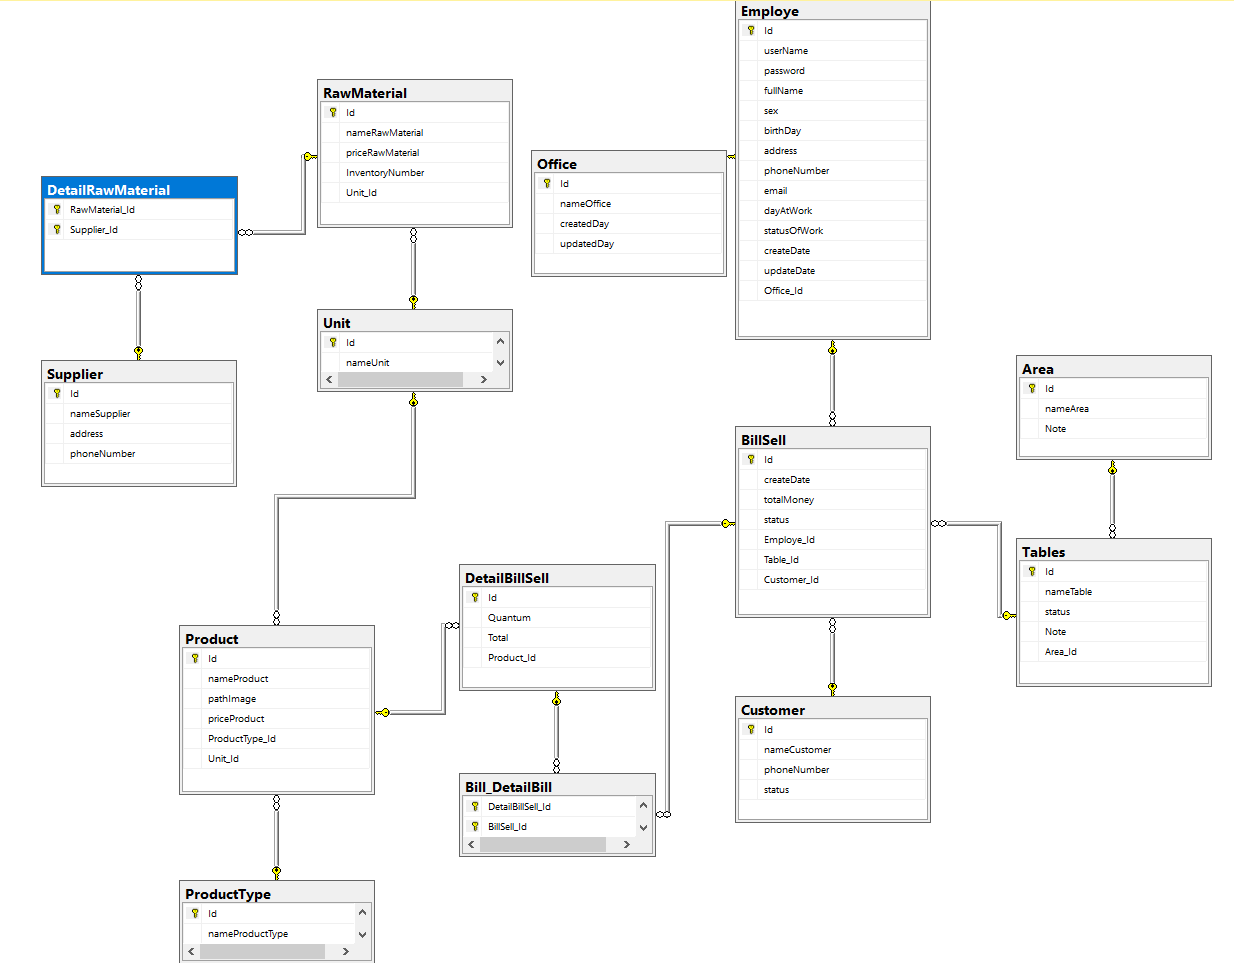 Employe
Id
userName
password
fullName
sex
birthDay
address
phoneNumber
email
dayAtWork
statusOfWork
createDate
updateDate
Office_Id
RawMaterial
Id
nameRawMaterial
priceRawMaterial
InventoryNumber
Unit_Id
Office
Id
nameOffice
createdDay
updatedDay
DetailRawMaterial
RawMaterial_Id
Supplier_Id
Unit
Id
nameUnit
Supplier
Id
nameSupplier
address
phoneNumber
Area
Id
nameArea
Note
BillSell
Id
createDate
totalMoney
status
Employe_Id
Table_Id
Customer_Id
Tables
Id
nameTable
status
Note
Area_Id
DetailBillSell
Id
Quantum
Total
Product_Id
Product
Id
nameProduct
pathImage
priceProduct
ProductType_Id
Unit_Id
Customer
Id
nameCustomer
phoneNumber
status
Bill_DetailBill
DetailBillSell_Id
BillSell_Id
ProductType
Id
nameProductType